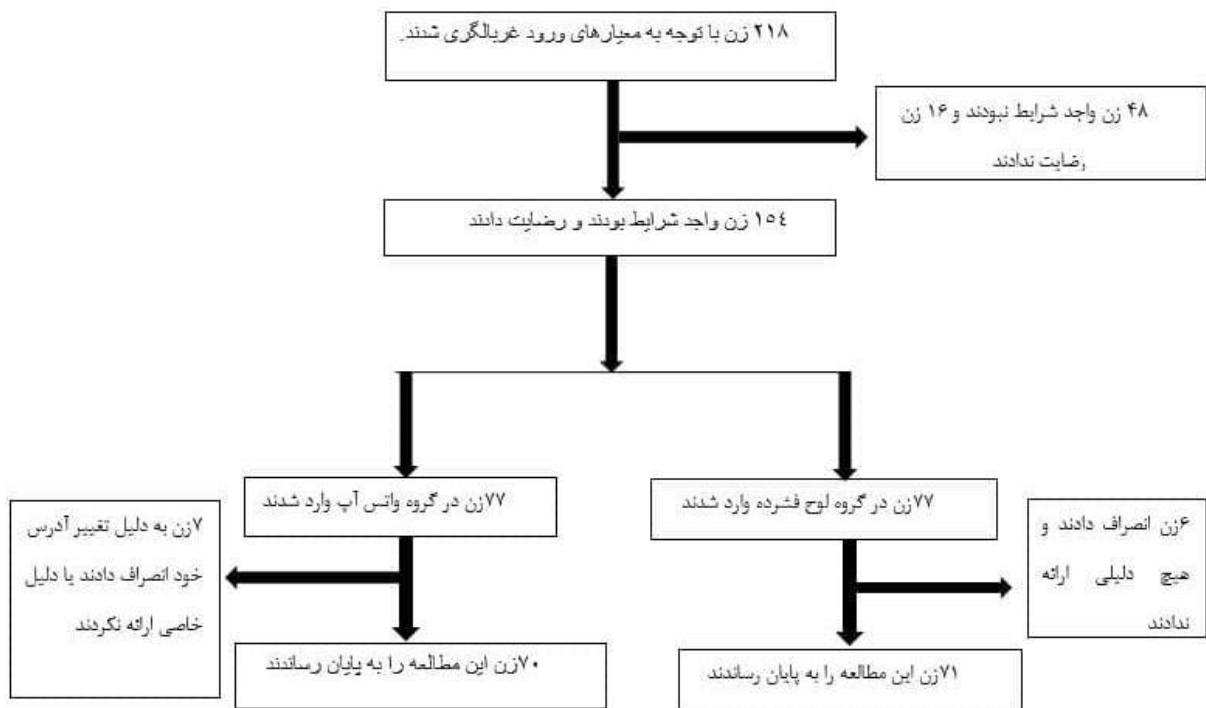 ۲۱۸ زن با توجه به معیارهای ورود غربالگری شدند.
۴۸ زن واجد شرایط نبودند و ۱۶ زن
رضایت ندادند
١٥٤ زن واجد شرایط بودند و رضایت دادند
۷۷زن در گروه لوح فشرده وارد شدند
۷۷زن در گروه واتس آپ وارد شدند
۶زن انصراف دادند و
هیچ دلیلی ارائه
ندادند
۷زن به دلیل تغییر آدرس
خود انصراف دادند یا دلیل
خاصی ارائه نکردند
۷۱زن این مطالعه را به پایان رساندند
۷۰زن این مطالعه را به پایان رساندند